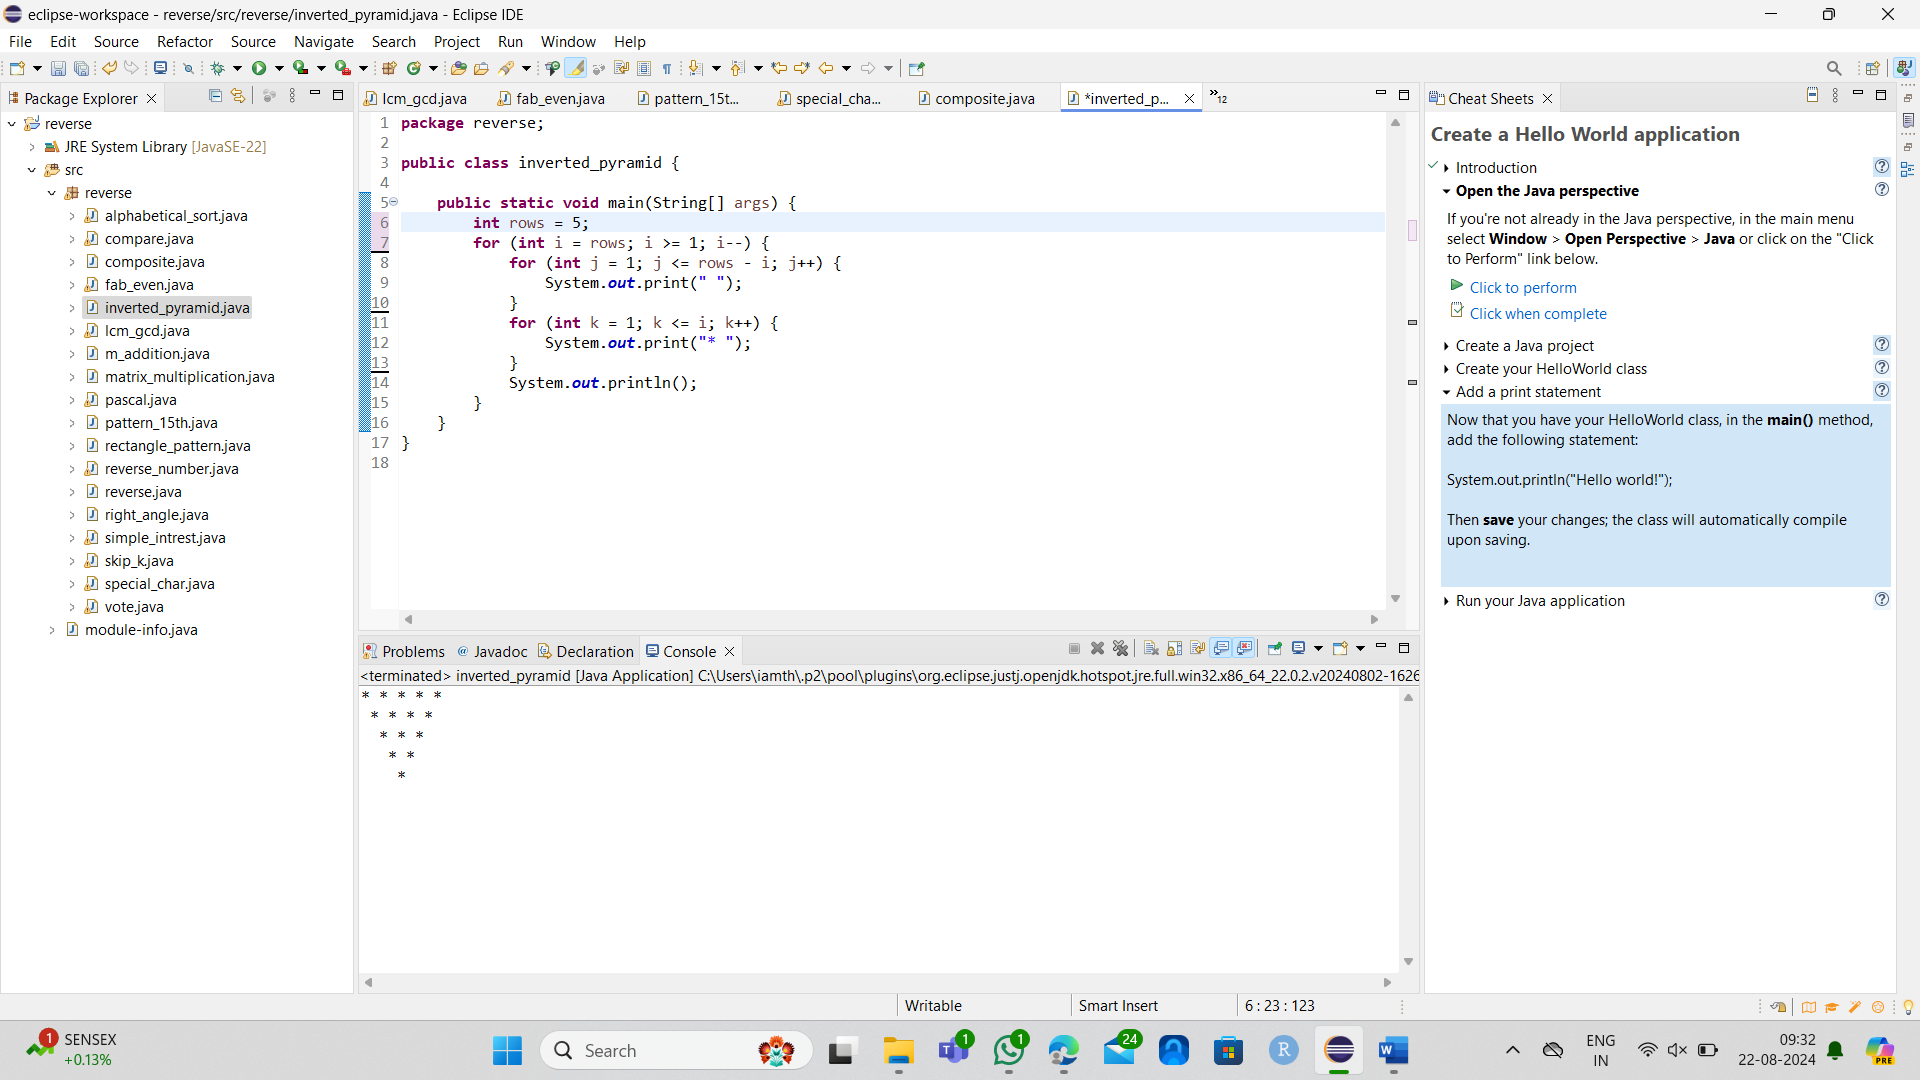 eclipse-workspace - reverse/src/reverse/inverted_pyramid.java - Eclipse IDE
File Edit Source Refactor Source Navigate Search Project Run Window Help
Package Explorer
reverse
JRE System Library [JavaSE-22]
src
reverse
alphabetical_sort.java
compare.java
composite.java
fab_even.java
inverted_pyramid.java
lcm_gcd.java
m_addition.java
matrix_multiplication.java
pascal.java
pattern_15th.java
rectangle_pattern.java
reverse_number.java
reverse.java
right_angle.java
simple_intrest.java
skip_k.java
special_char.java
vote.java
module-info.java
lcm_gcd.java fab_even.java pattern_15t... special_cha... composite.java *inverted_p... »12
1 package reverse;
2
3 public class inverted_pyramid {
4
5 public static void main(String[] args) {
6 int rows = 5;
7 for (int i = rows; i >= 1; i--) {
8 for (int j = 1; j <= rows - i; j++) {
9 System.out.print(" ");
10 }
11 for (int k = 1; k <= i; k++) {
12 System.out.print("* ");
13 }
14 System.out.println();
15 }
16 }
17 }
18
Problems @ Javadoc Declaration Console
<terminated> inverted_pyramid [Java Application] C:\Users\iamth\.p2\pool\plugins\org.eclipse.justj.openjdk.hotspot.jre.full.win32.x86_64_22.0.2.v20240802-1626
* * * * *
* * * *
* * *
* *
*
Cheat Sheets
Create a Hello World application
Introduction
Open the Java perspective
If you're not already in the Java perspective, in the main menu
select Window > Open Perspective > Java or click on the "Click
to Perform" link below.
Click to perform
Click when complete
Create a Java project
Create your HelloWorld class
Add a print statement
Now that you have your HelloWorld class, in the main() method,
add the following statement:
System.out.println("Hello world!");
Then save your changes; the class will automatically compile
upon saving.
Run your Java application
Writable Smart Insert 6 : 23 : 123
1 SENSEX
+0.13%
Search
1
1
24
R
W
ENG
IN
09:32
22-08-2024
PRE